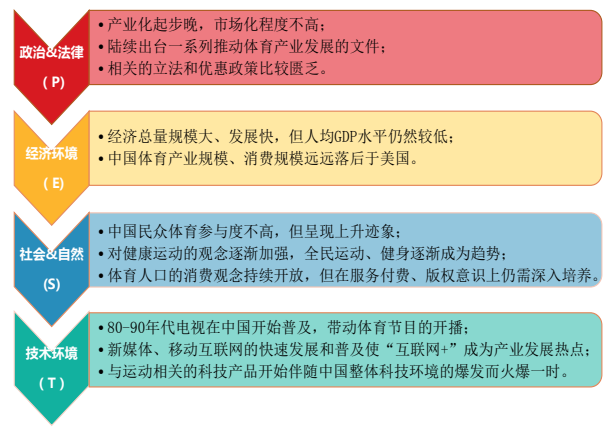 政治&法律
（P）
• 产业化起步晚，市场化程度不高；
• 陆续出台一系列推动体育产业发展的文件；
• 相关的立法和优惠政策比较匮乏。
经济环境
（E）
• 经济总量规模大、发展快，但人均GDP水平仍然较低；
• 中国体育产业规模、消费规模远远落后于美国。
社会&自然
(S)
• 中国民众体育参与度不高，但呈现上升迹象；
• 对健康运动的观念逐渐加强，全民运动、健身逐渐成为趋势；
• 体育人口的消费观念持续开放，但在服务付费、版权意识上仍需深入培养。
技术环境
（T）
• 80-90年代电视在中国开始普及，带动体育节目的开播；
• 新媒体、移动互联网的快速发展和普及使“互联网+”成为产业发展热点；
• 与运动相关的科技产品开始伴随中国整体科技环境的爆发而火爆一时。